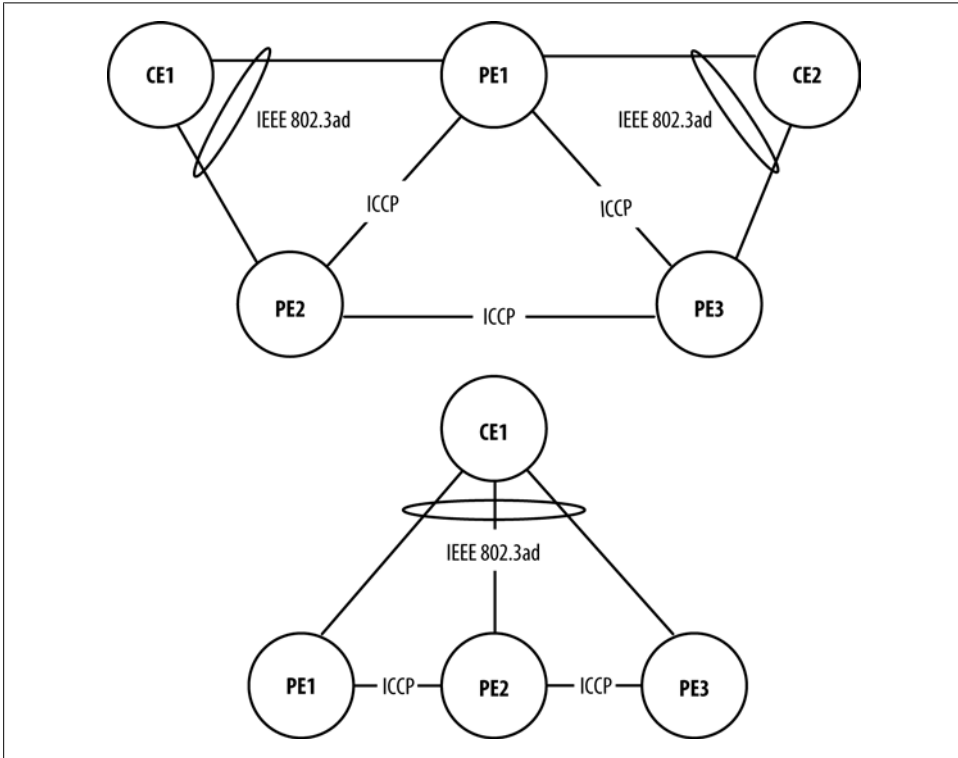 CE1
PE1
CE2
IEEE 802.3ad
IEEE 802.3ad
ICCP
ICCP
PE2
ICCP
PE3
CE1
IEEE 802.3ad
PE1
ICCP
PE2
ICCP
PE3